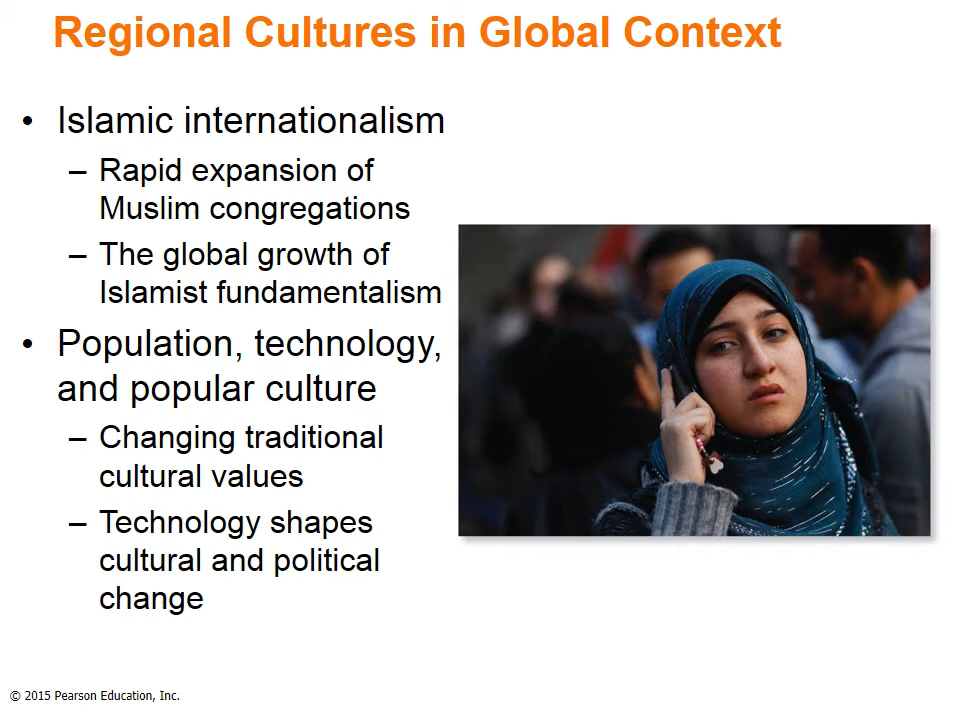 Regional Cultures in Global Context
• Islamic internationalism
– Rapid expansion of
Muslim congregations
– The global growth of
Islamist fundamentalism
• Population, technology,
and popular culture
– Changing traditional
cultural values
– Technology shapes
cultural and political
change
© 2015 Pearson Education, Inc.